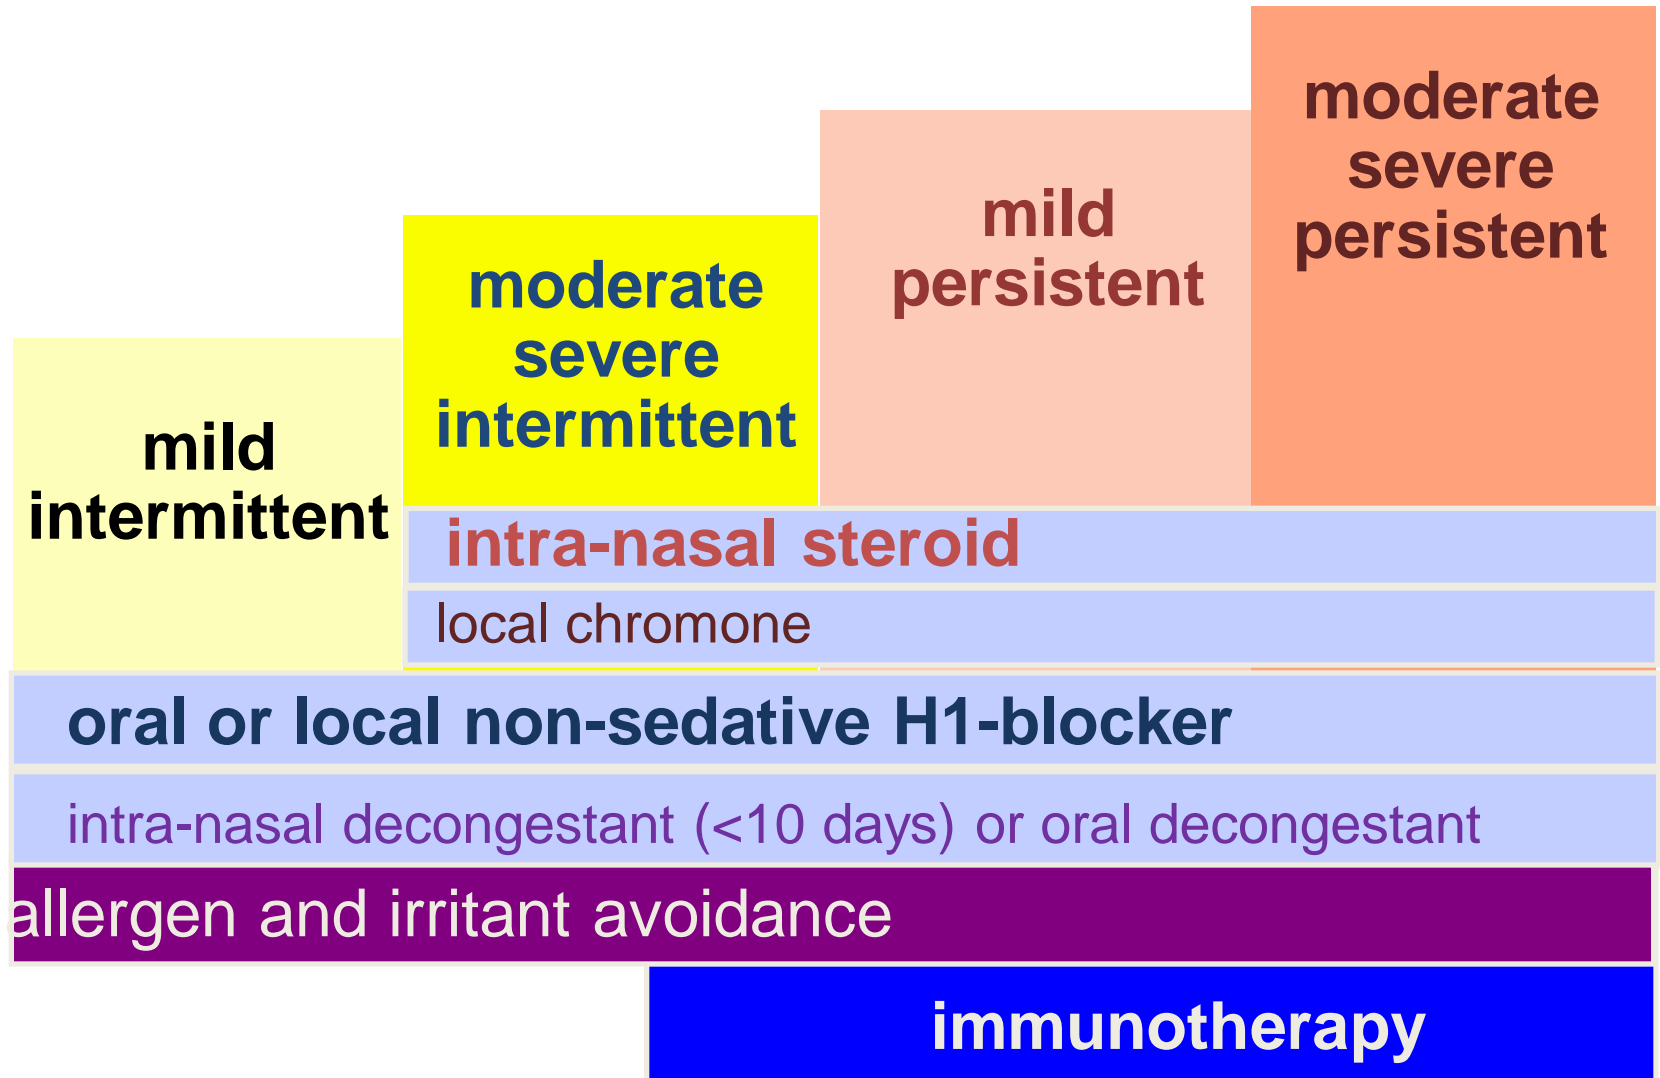 moderate
severe
persistent
mild
persistent
moderate
severe
intermittent
mild
intermittent
intra-nasal steroid
local chromone
oral or local non-sedative H1-blocker
intra-nasal decongestant (<10 days) or oral decongestant
allergen and irritant avoidance
immunotherapy